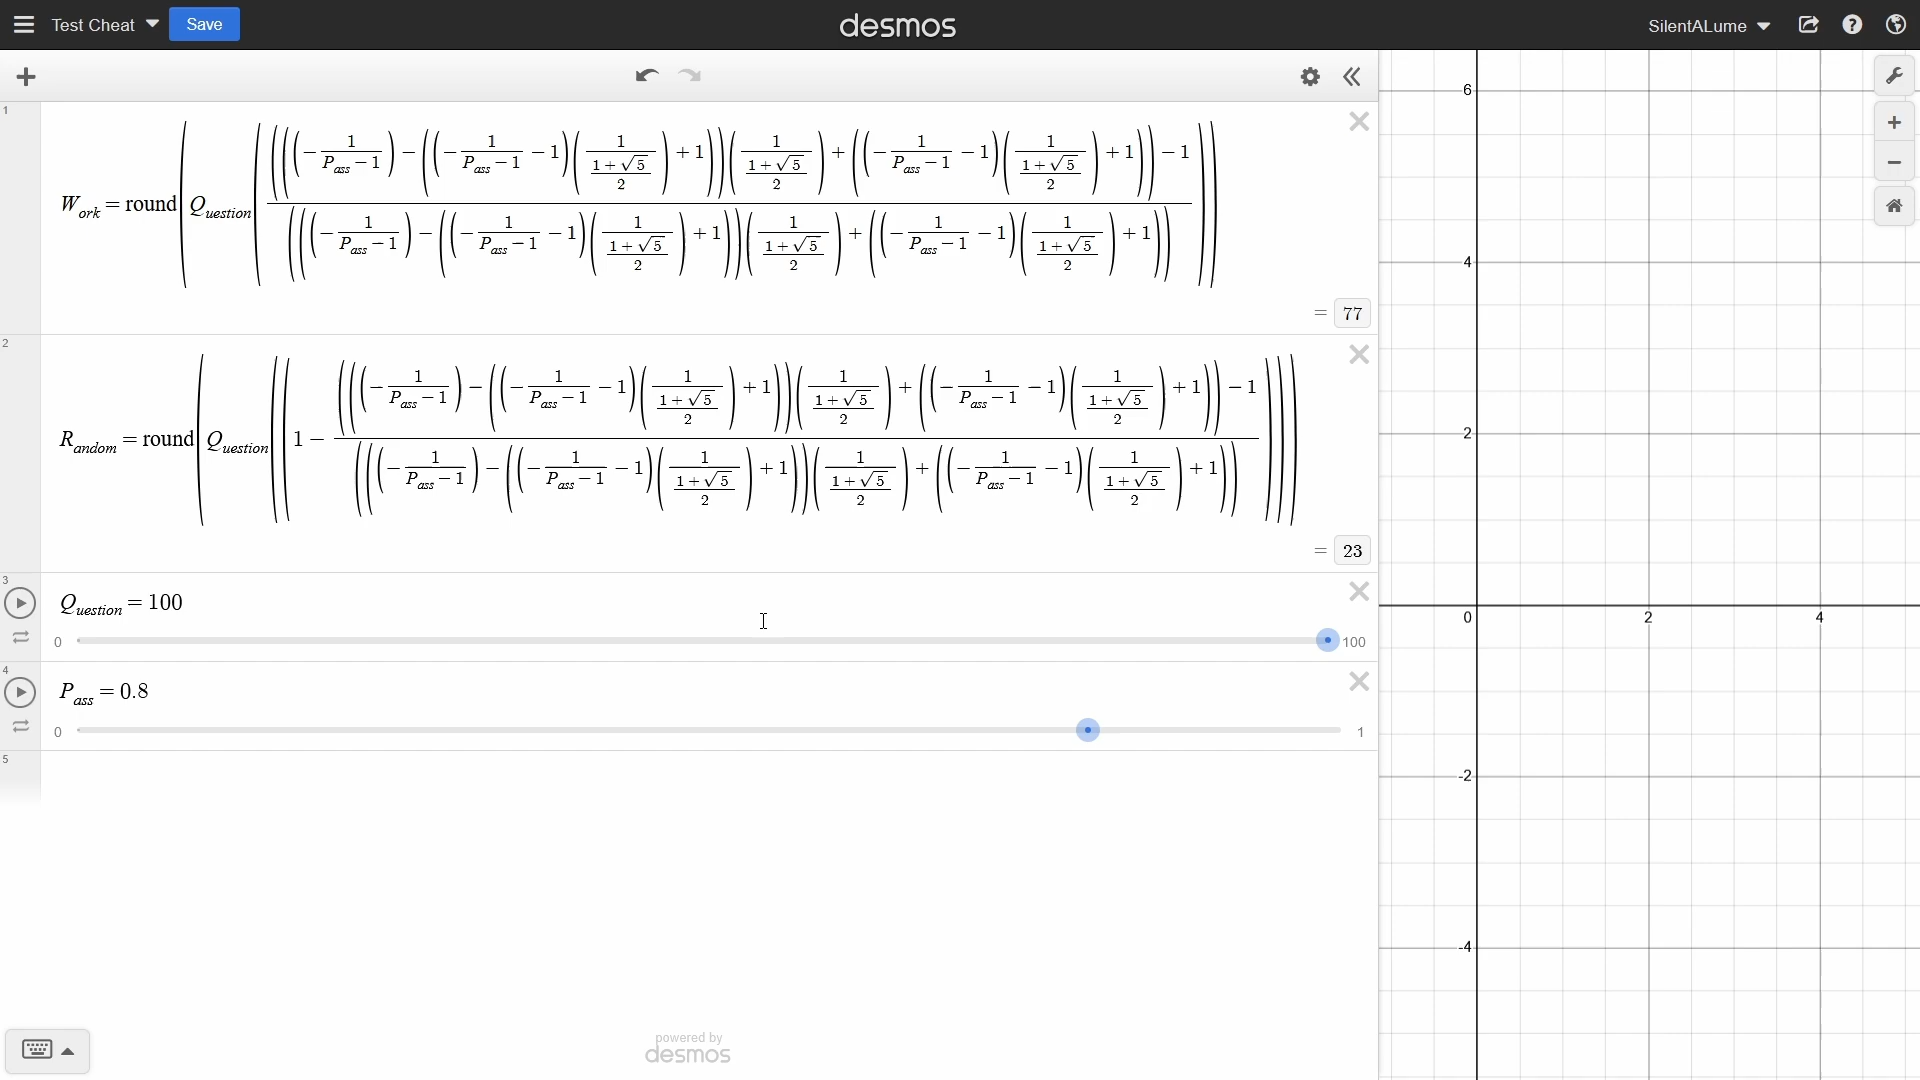 Test Cheat
Save
desmos
SilentALume
1
W_ork = round(Q_uestion(((((-1/(P_ass-1))-((-1/(P_ass-1)-1)(1/((1+√5)/2))+1))(1/((1+√5)/2))+((-1/(P_ass-1)-1)(1/((1+√5)/2))+1))-1)/(((-1/(P_ass-1))-((-1/(P_ass-1)-1)(1/((1+√5)/2))+1))(1/((1+√5)/2))+((-1/(P_ass-1)-1)(1/((1+√5)/2))+1))))
= 77
2
R_andom = round(Q_uestion((1-((((-1/(P_ass-1))-((-1/(P_ass-1)-1)(1/((1+√5)/2))+1))(1/((1+√5)/2))+((-1/(P_ass-1)-1)(1/((1+√5)/2))+1))-1)/(((-1/(P_ass-1))-((-1/(P_ass-1)-1)(1/((1+√5)/2))+1))(1/((1+√5)/2))+((-1/(P_ass-1)-1)(1/((1+√5)/2))+1)))))
= 23
3
Q_uestion = 100
0 100
4
P_ass = 0.8
0 1
5
powered by
desmos
6
4
2
0 2 4
-2
-4